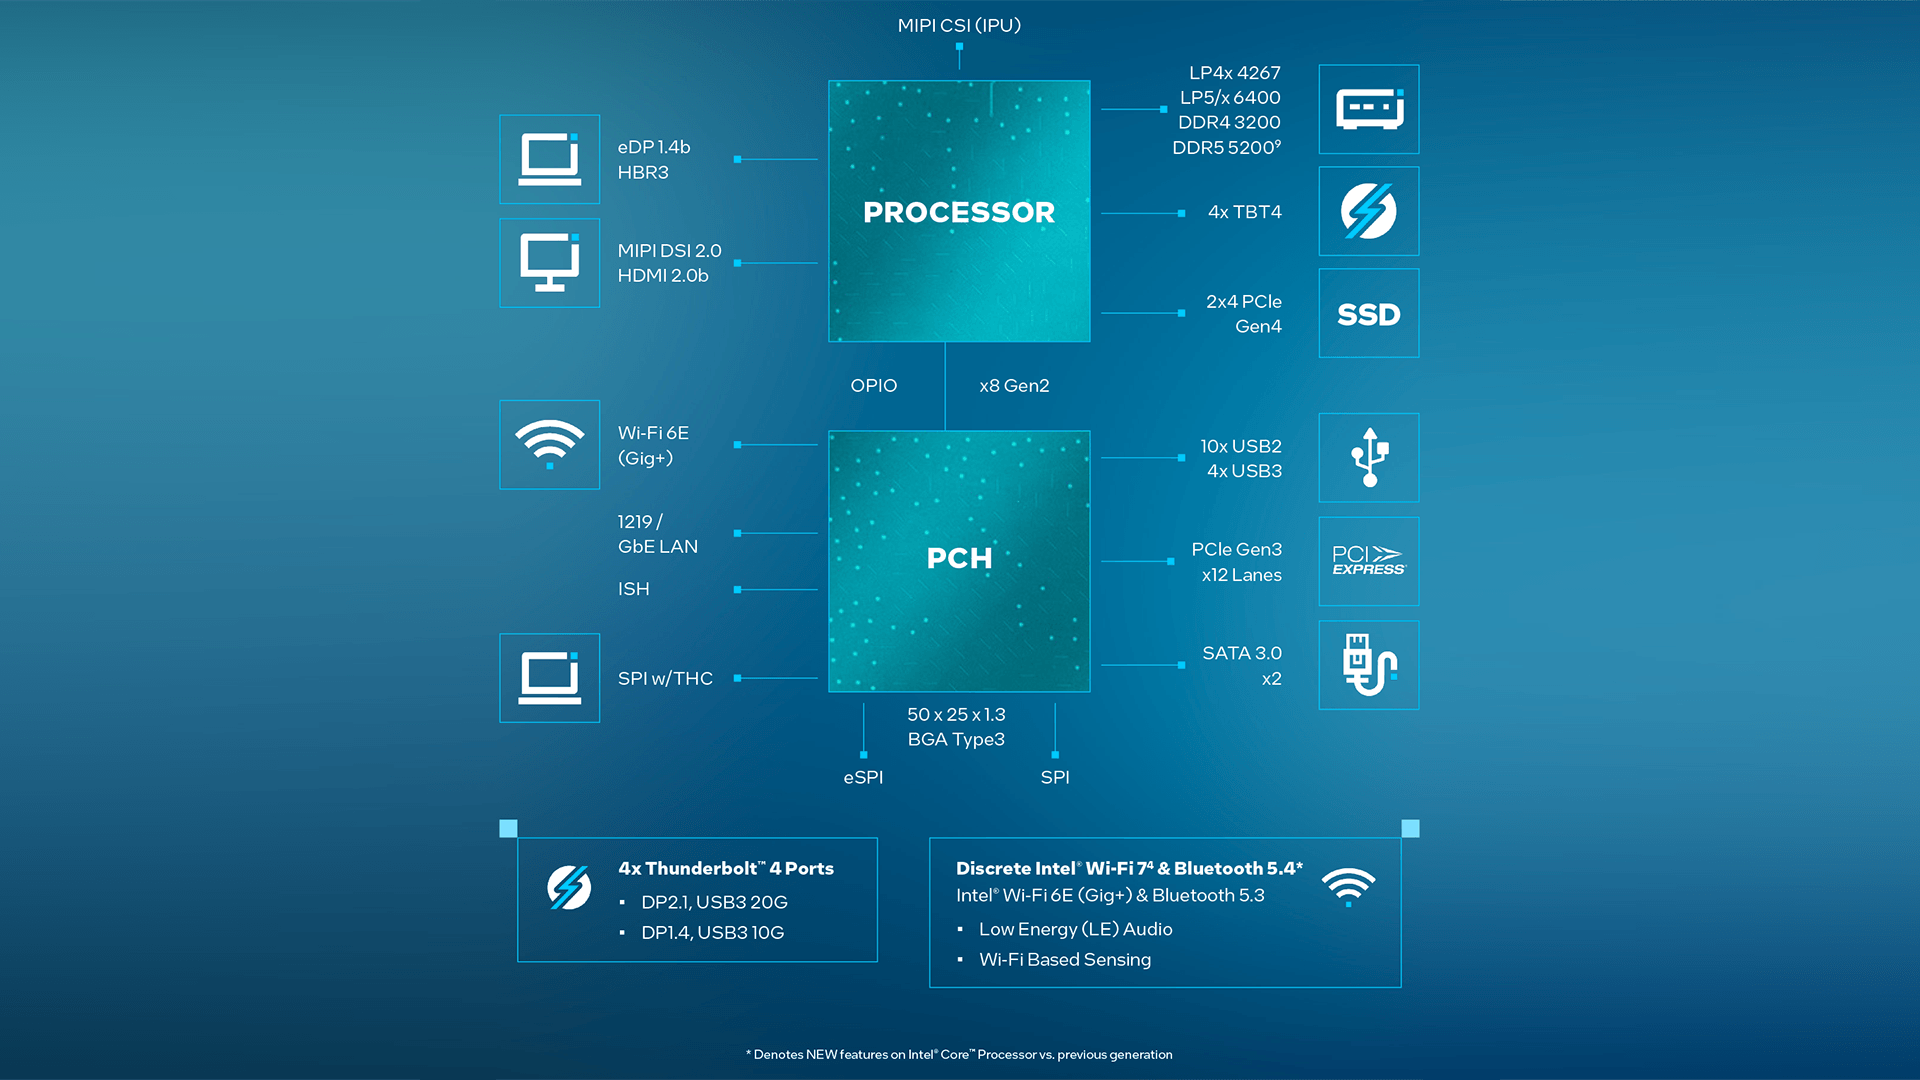 MIPI CSI (IPU)
eDP 1.4b
HBR3
MIPI DSI 2.0
HDMI 2.0b
PROCESSOR
LP4x 4267
LP5/x 6400
DDR4 3200
DDR5 5200⁹
4x TBT4
2x4 PCIe
Gen4
SSD
OPIO
x8 Gen2
Wi-Fi 6E
(Gig+)
1219 /
GbE LAN
ISH
SPI w/THC
PCH
10x USB2
4x USB3
PCIe Gen3
x12 Lanes
PCI
EXPRESS®
SATA 3.0
x2
50 x 25 x 1.3
BGA Type3
eSPI
SPI
4x Thunderbolt™ 4 Ports
▪ DP2.1, USB3 20G
▪ DP1.4, USB3 10G
Discrete Intel® Wi-Fi 7⁴ & Bluetooth 5.4*
Intel® Wi-Fi 6E (Gig+) & Bluetooth 5.3
▪ Low Energy (LE) Audio
▪ Wi-Fi Based Sensing
* Denotes NEW features on Intel® Core™ Processor vs. previous generation